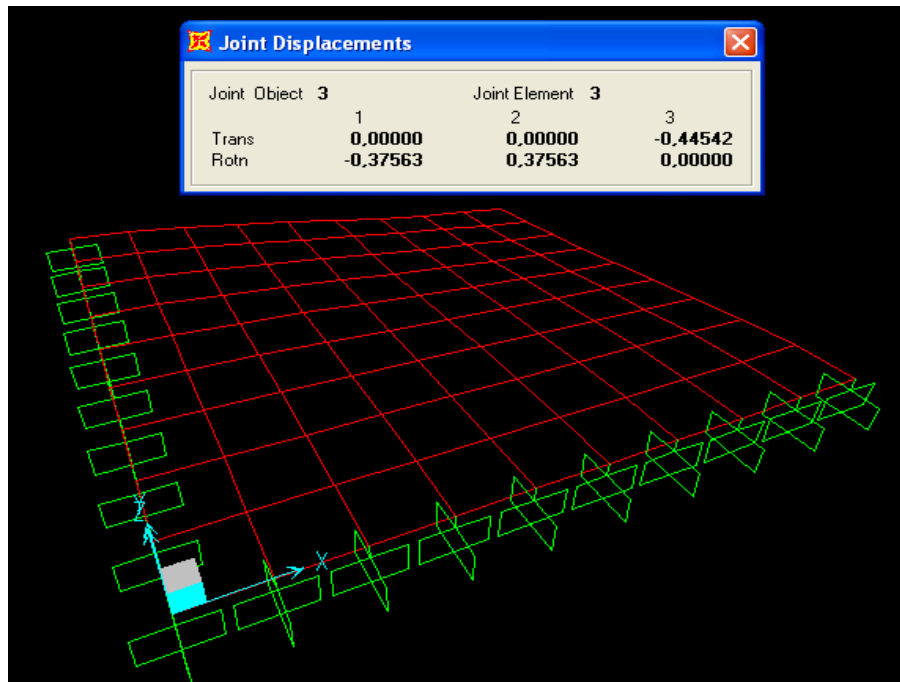 Joint Displacements
Joint Object 3 Joint Element 3
1 2 3
Trans 0,00000 0,00000 -0,44542
Rotn -0,37563 0,37563 0,00000
X